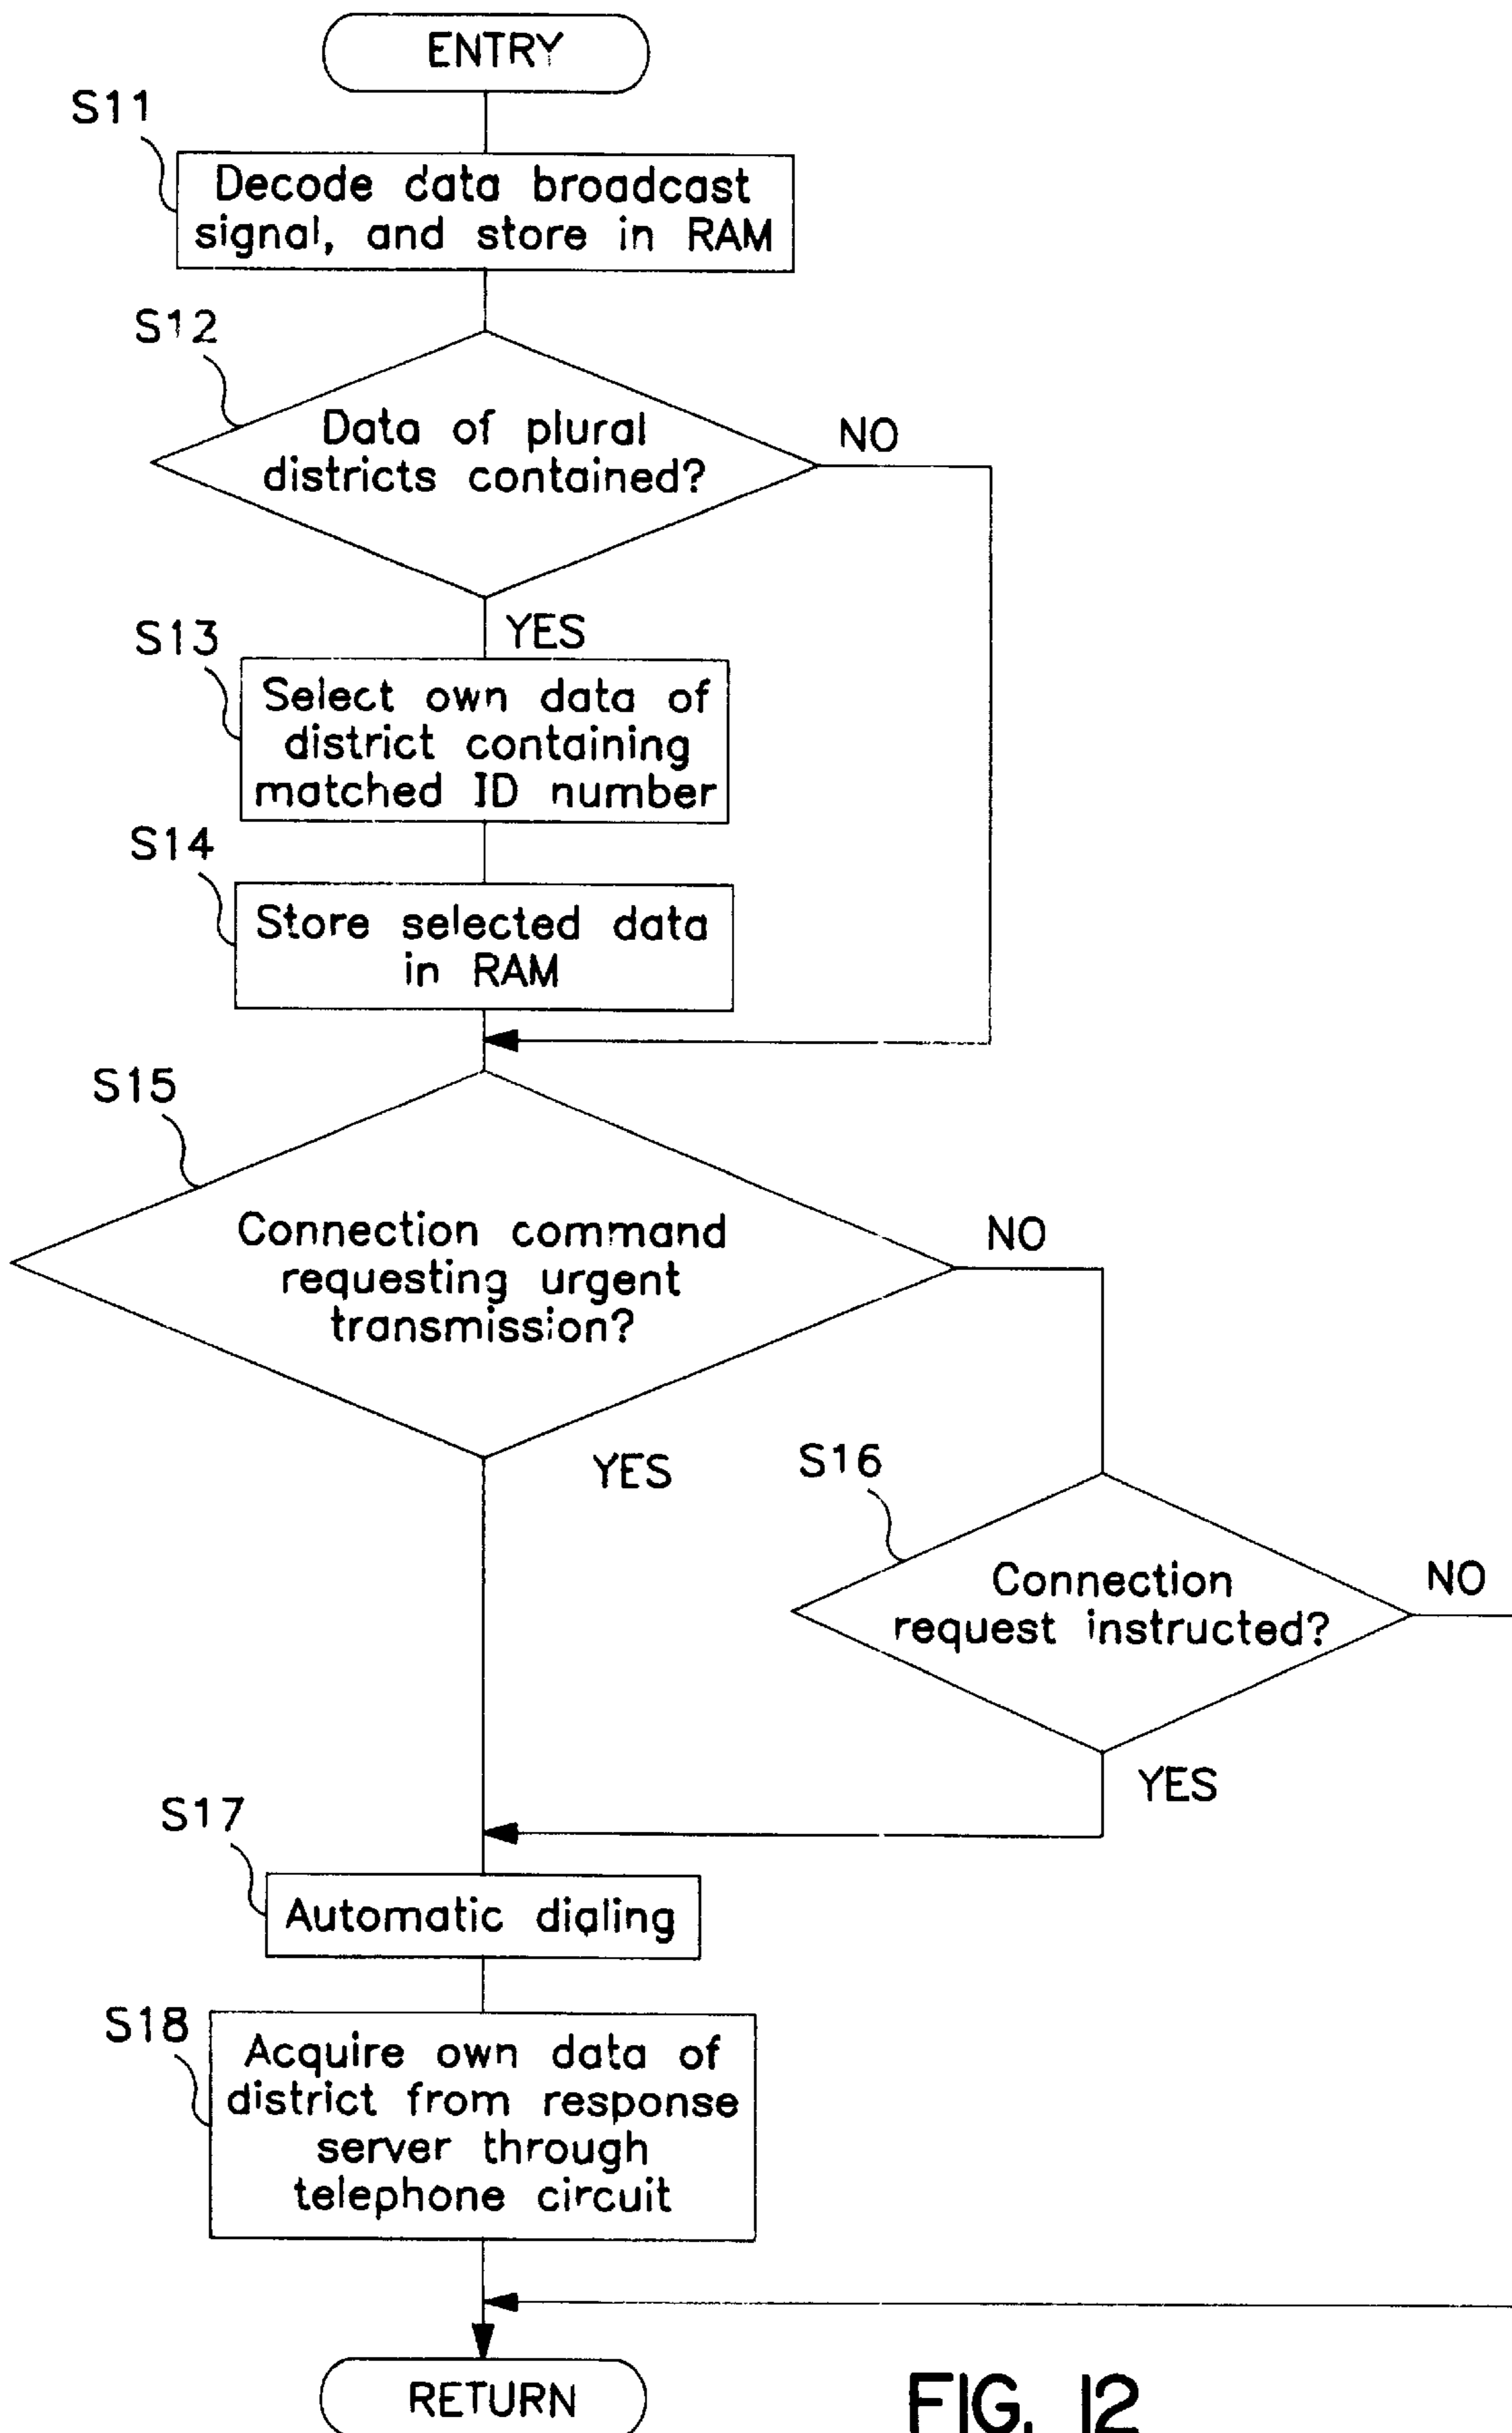 ENTRY
S11
Decode data broadcast
signal, and store in RAM
S12
Data of plural
districts contained?
NO
YES
S13
Select own data of
district containing
matched ID number
S14
Store selected data
in RAM
S15
Connection command
requesting urgent
transmission?
NO
YES
S16
Connection
request instructed?
NO
YES
S17
Automatic dialing
S18
Acquire own data of
district from response
server through
telephone circuit
RETURN
FIG. 12